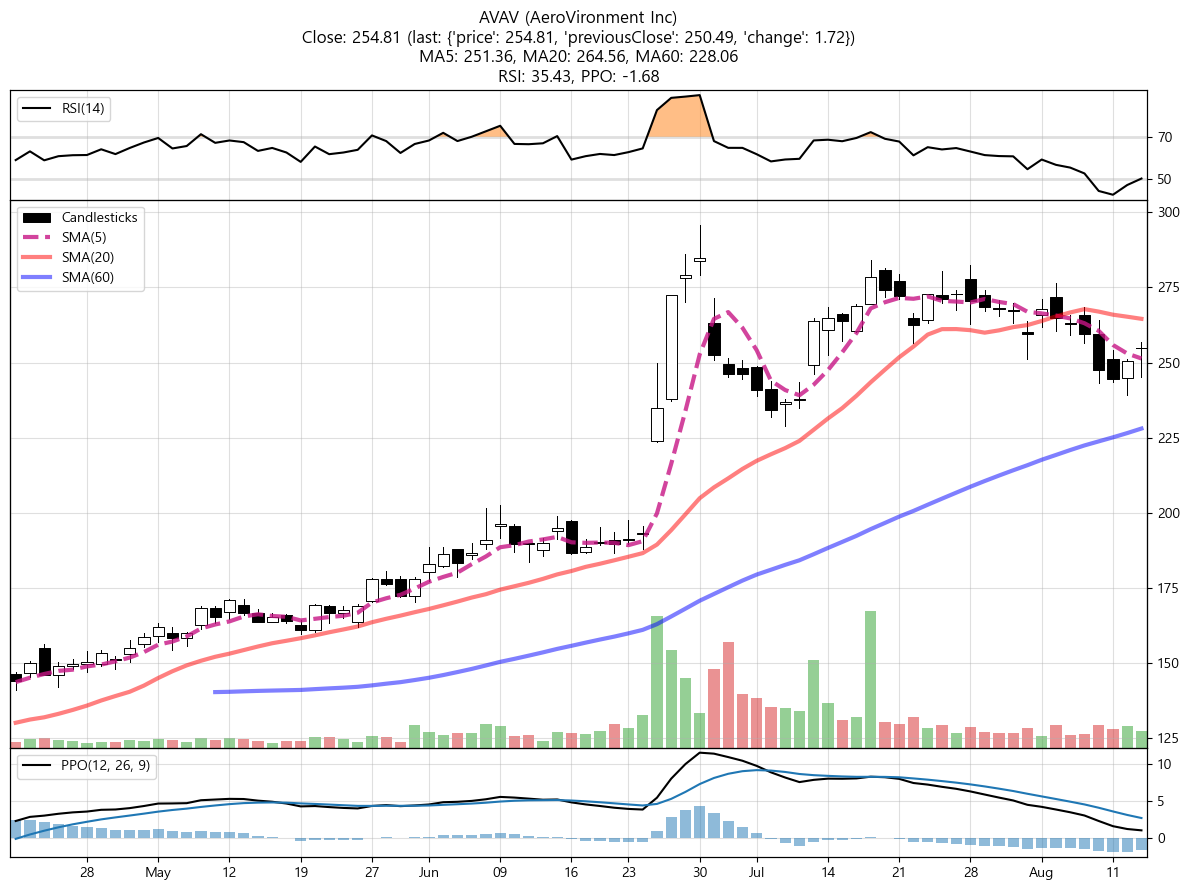 AVAV (AeroVironment Inc)
Close: 254.81 (last: {'price': 254.81, 'previousClose': 250.49, 'change': 1.72})
MA5: 251.36, MA20: 264.56, MA60: 228.06
RSI: 35.43, PPO: -1.68
RSI(14)
70
50
Candlesticks
SMA(5)
SMA(20)
SMA(60)
300
275
250
225
200
175
150
125
PPO(12, 26, 9)
10
5
0
28 May 12 19 27 Jun 09 16 23 30 Jul 14 21 28 Aug 11